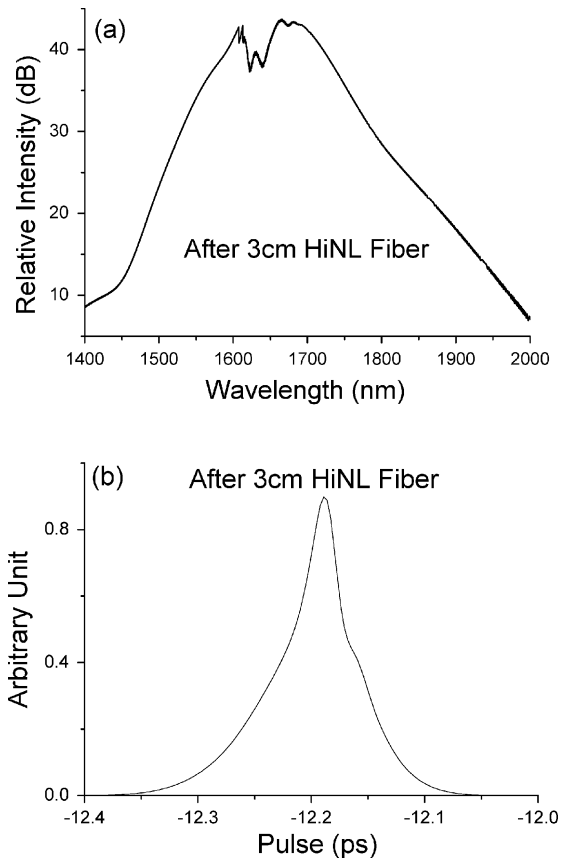 (a)
40
30
20
10
Relative Intensity (dB)
After 3cm HiNL Fiber
1400 1500 1600 1700 1800 1900 2000
Wavelength (nm)
(b)
After 3cm HiNL Fiber
0.8
0.4
0.0
Arbitrary Unit
-12.4 -12.3 -12.2 -12.1 -12.0
Pulse (ps)